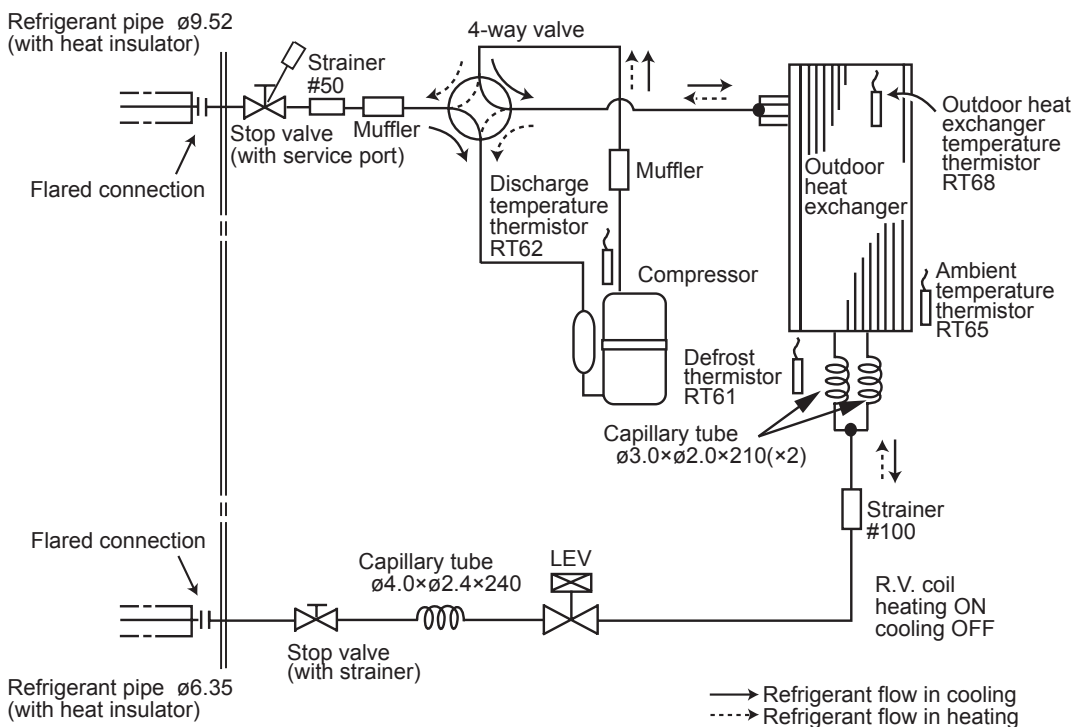 Refrigerant pipe ø9.52
(with heat insulator)
4-way valve
Strainer
#50
Stop valve
(with service port)
Muffler
Flared connection
Muffler
Discharge
temperature
thermistor
RT62
Compressor
Outdoor
heat
exchanger
Outdoor heat
exchanger
temperature
thermistor
RT68
Ambient
temperature
thermistor
RT65
Defrost
thermistor
RT61
Capillary tube
ø3.0×ø2.0×210(×2)
Strainer
#100
Flared connection
Capillary tube
ø4.0×ø2.4×240
LEV
R.V. coil
heating ON
cooling OFF
Stop valve
(with strainer)
Refrigerant pipe ø6.35
(with heat insulator)
Refrigerant flow in cooling
Refrigerant flow in heating